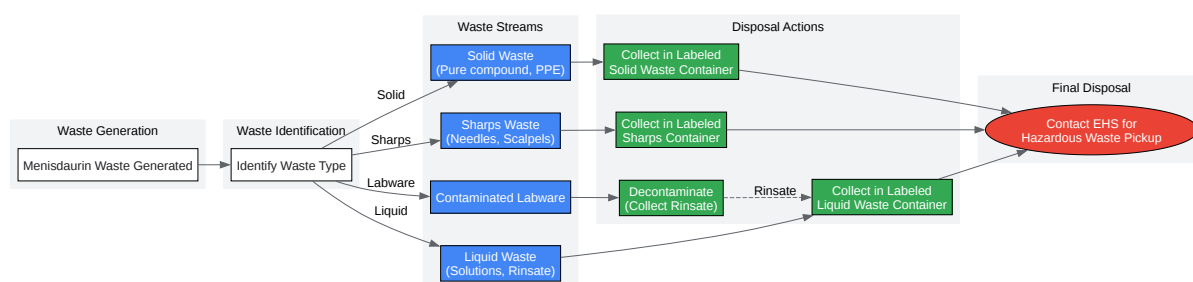 Waste Generation
Menisdaurin Waste Generated
Waste Identification
Identify Waste Type
Solid
Sharps
Labware
Liquid
Waste Streams
Solid Waste
(Pure compound, PPE)
Sharps Waste
(Needles, Scalpels)
Contaminated Labware
Liquid Waste
(Solutions, Rinsate)
Disposal Actions
Collect in Labeled
Solid Waste Container
Collect in Labeled
Sharps Container
Decontaminate
(Collect Rinsate)
Rinsate
Collect in Labeled
Liquid Waste Container
Final Disposal
Contact EHS for
Hazardous Waste Pickup